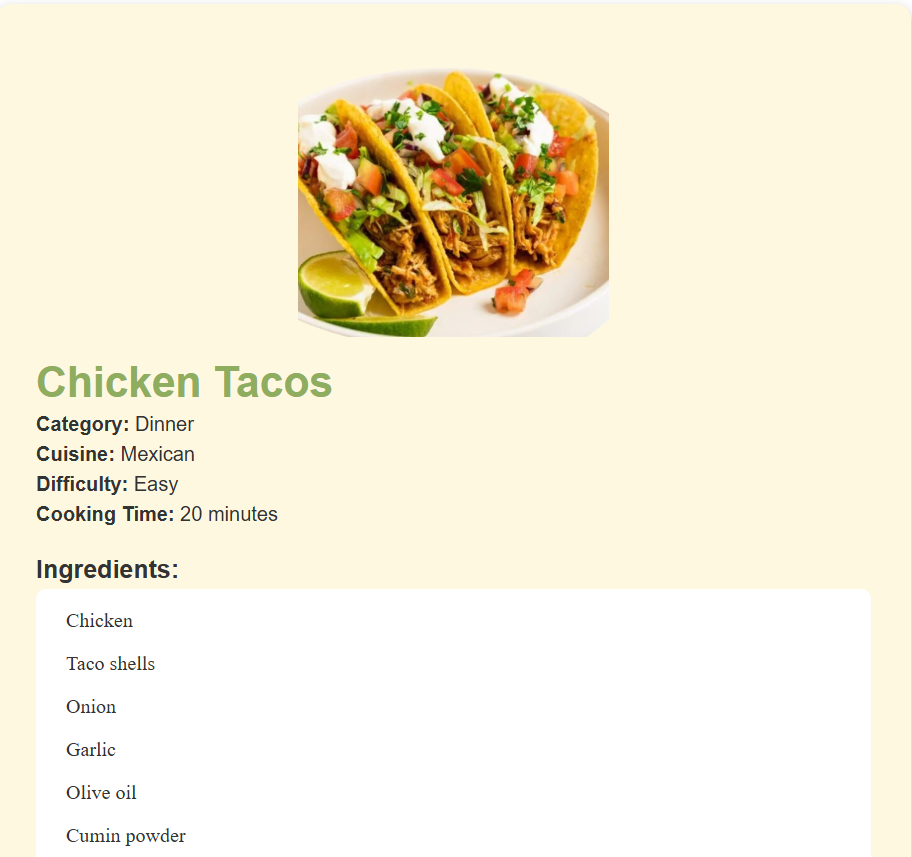 Chicken Tacos
Category: Dinner
Cuisine: Mexican
Difficulty: Easy
Cooking Time: 20 minutes
Ingredients:
Chicken
Taco shells
Onion
Garlic
Olive oil
Cumin powder